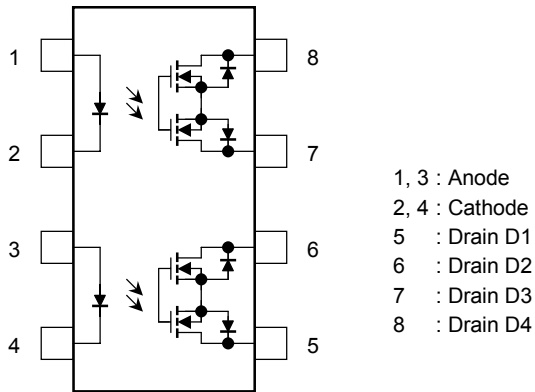 1
8
2
7
3
6
4
5
1, 3 : Anode
2, 4 : Cathode
5 : Drain D1
6 : Drain D2
7 : Drain D3
8 : Drain D4